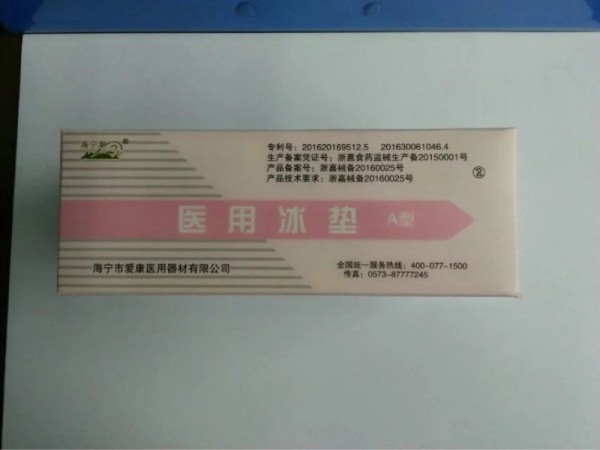 海宁
®
专利号：201620169512.5 201630061046.4
生产备案凭证号：浙嘉食药监械生产备20150001号
产品备案号：浙嘉械备20160025号
产品技术要求：浙嘉械备20160025号
②
医用冰垫 A型
海宁市爱康医用器材有限公司
全国统一服务热线：400-077-1500
传真：0573-87777245